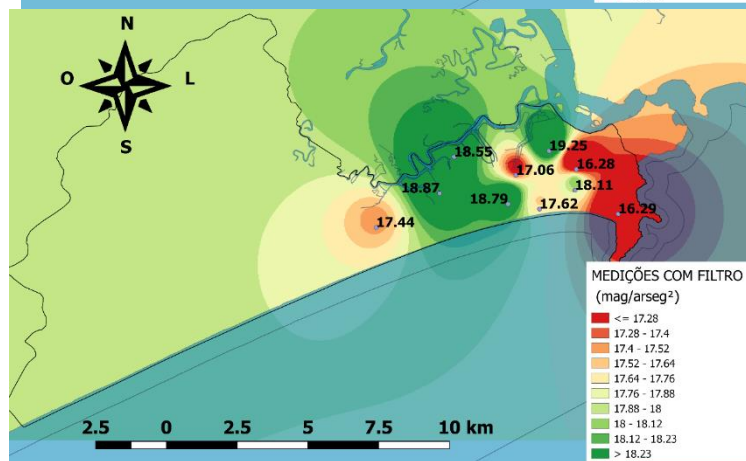 N
O L
S
19.25
18.55
17.06
16.28
18.87
18.11
18.79
17.62
16.29
17.44
MEDIÇÕES COM FILTRO
(mag/arseg²)
<= 17.28
17.28 - 17.4
17.4 - 17.52
17.52 - 17.64
17.64 - 17.76
17.76 - 17.88
17.88 - 18
18 - 18.12
18.12 - 18.23
> 18.23
2.5 0 2.5 5 7.5 10 km